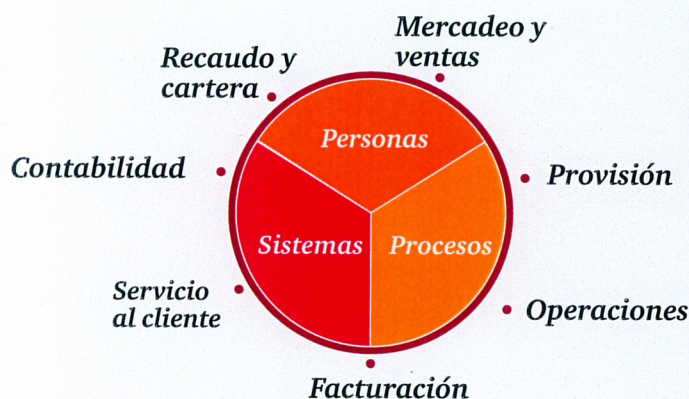 Mercadeo y
ventas
Recaudo y
cartera
Personas
Contabilidad
Provisión
Sistemas
Procesos
Servicio
al cliente
Operaciones
Facturación